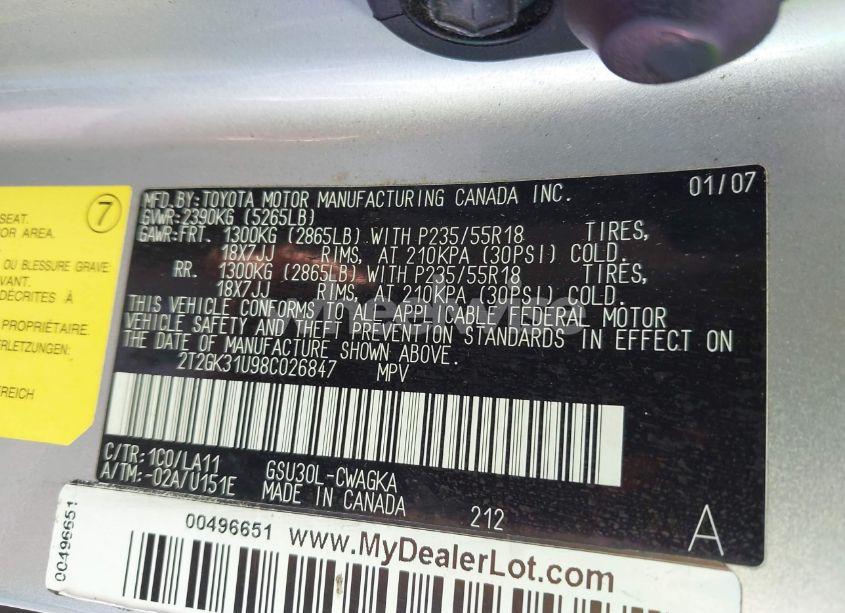 7
SEAT.
OR AREA.
OU BLESSURE GRAVE
VANT.
DÉCRITES À
PROPRIÉTAIRE.
RLETZUNGEN:
EREICH
MFD.BY:TOYOTA MOTOR MANUFACTURING CANADA INC. 01/07
GVWR:2390KG (5265LB)
GAWR:FRT. 1300KG (2865LB) WITH P235/55R18 TIRES,
18X7JJ RIMS, AT 210KPA (30PSI) COLD.
RR. 1300KG (2865LB) WITH P235/55R18 TIRES,
18X7JJ RIMS, AT 210KPA (30PSI) COLD.
THIS VEHICLE CONFORMS TO ALL APPLICABLE FEDERAL MOTOR
VEHICLE SAFETY AND THEFT PREVENTION STANDARDS IN EFFECT ON
THE DATE OF MANUFACTURE SHOWN ABOVE.
2T2GK31U98C026847 MPV
C/TR:1C0/LA11 GSU30L-CWAGKA
A/TM:-02A/U151E MADE IN CANADA
212 A
00496651
00496651
www.MyDealerLot.com